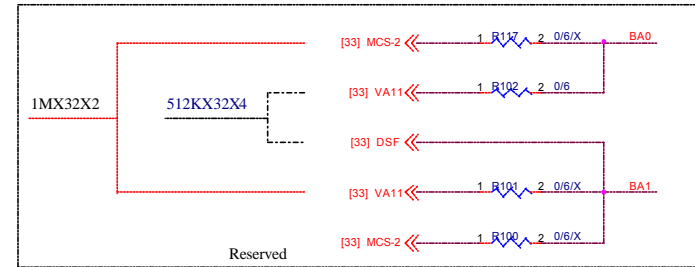 [33] MCS-2 1 R117 2 0/6/X BA0
[33] VA11 1 R102 2 0/6
1MX32X2 512KX32X4
[33] DSF
[33] VA11 1 R101 2 0/6/X BA1
[33] MCS-2 1 R100 2 0/6/X
Reserved